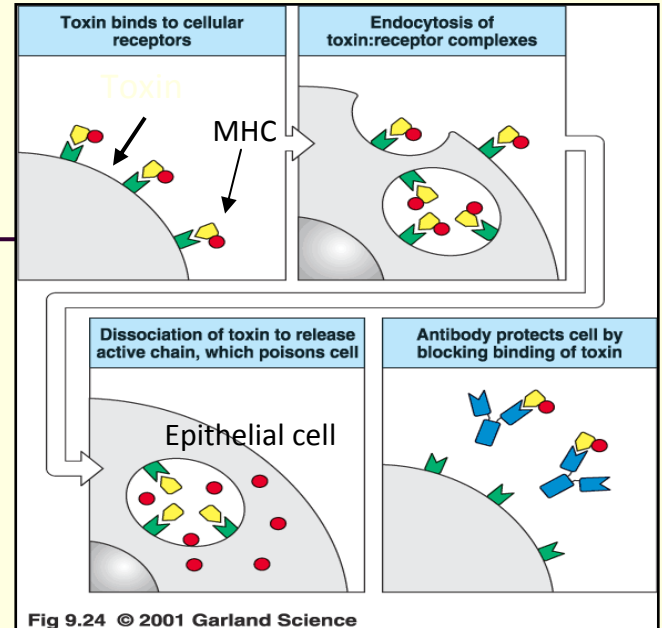 Toxin binds to cellular
receptors
Endocytosis of
toxin:receptor complexes
Toxin
MHC
Dissociation of toxin to release
active chain, which poisons cell
Antibody protects cell by
blocking binding of toxin
Epithelial cell
Fig 9.24 © 2001 Garland Science